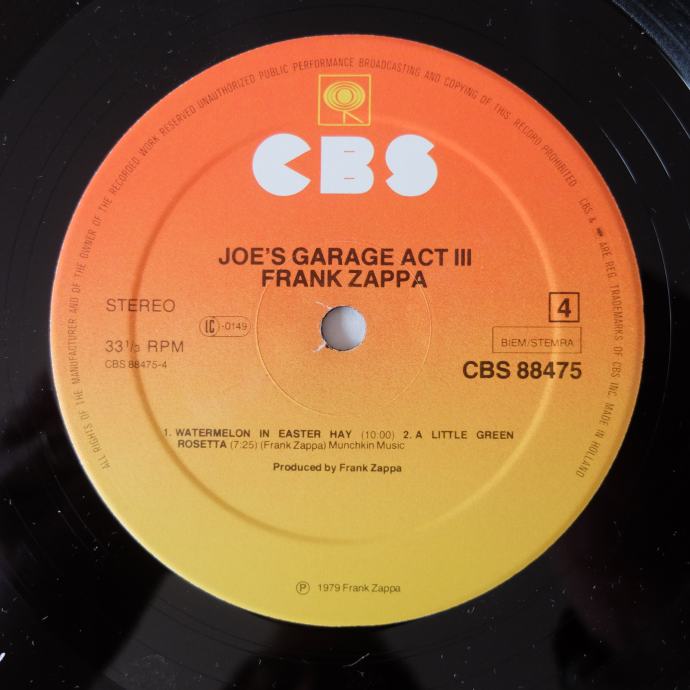 ALL RIGHTS OF THE MANUFACTURER AND OF THE OWNER OF THE RECORDED WORK RESERVED UNAUTHORIZED PUBLIC PERFORMANCE BROADCASTING AND COPYING OF THIS RECORD PROHIBITED · CBS & ARE REG. TRADEMARKS OF CBS INC. MADE IN HOLLAND
CBS
JOE'S GARAGE ACT III
FRANK ZAPPA
STEREO
LC -0149
4
33 1/3 RPM
BIEM/STEMRA
CBS 88475-4
CBS 88475
1. WATERMELON IN EASTER HAY (10:00) 2. A LITTLE GREEN
ROSETTA (7:25) (Frank Zappa) Munchkin Music
Produced by Frank Zappa
℗ 1979 Frank Zappa